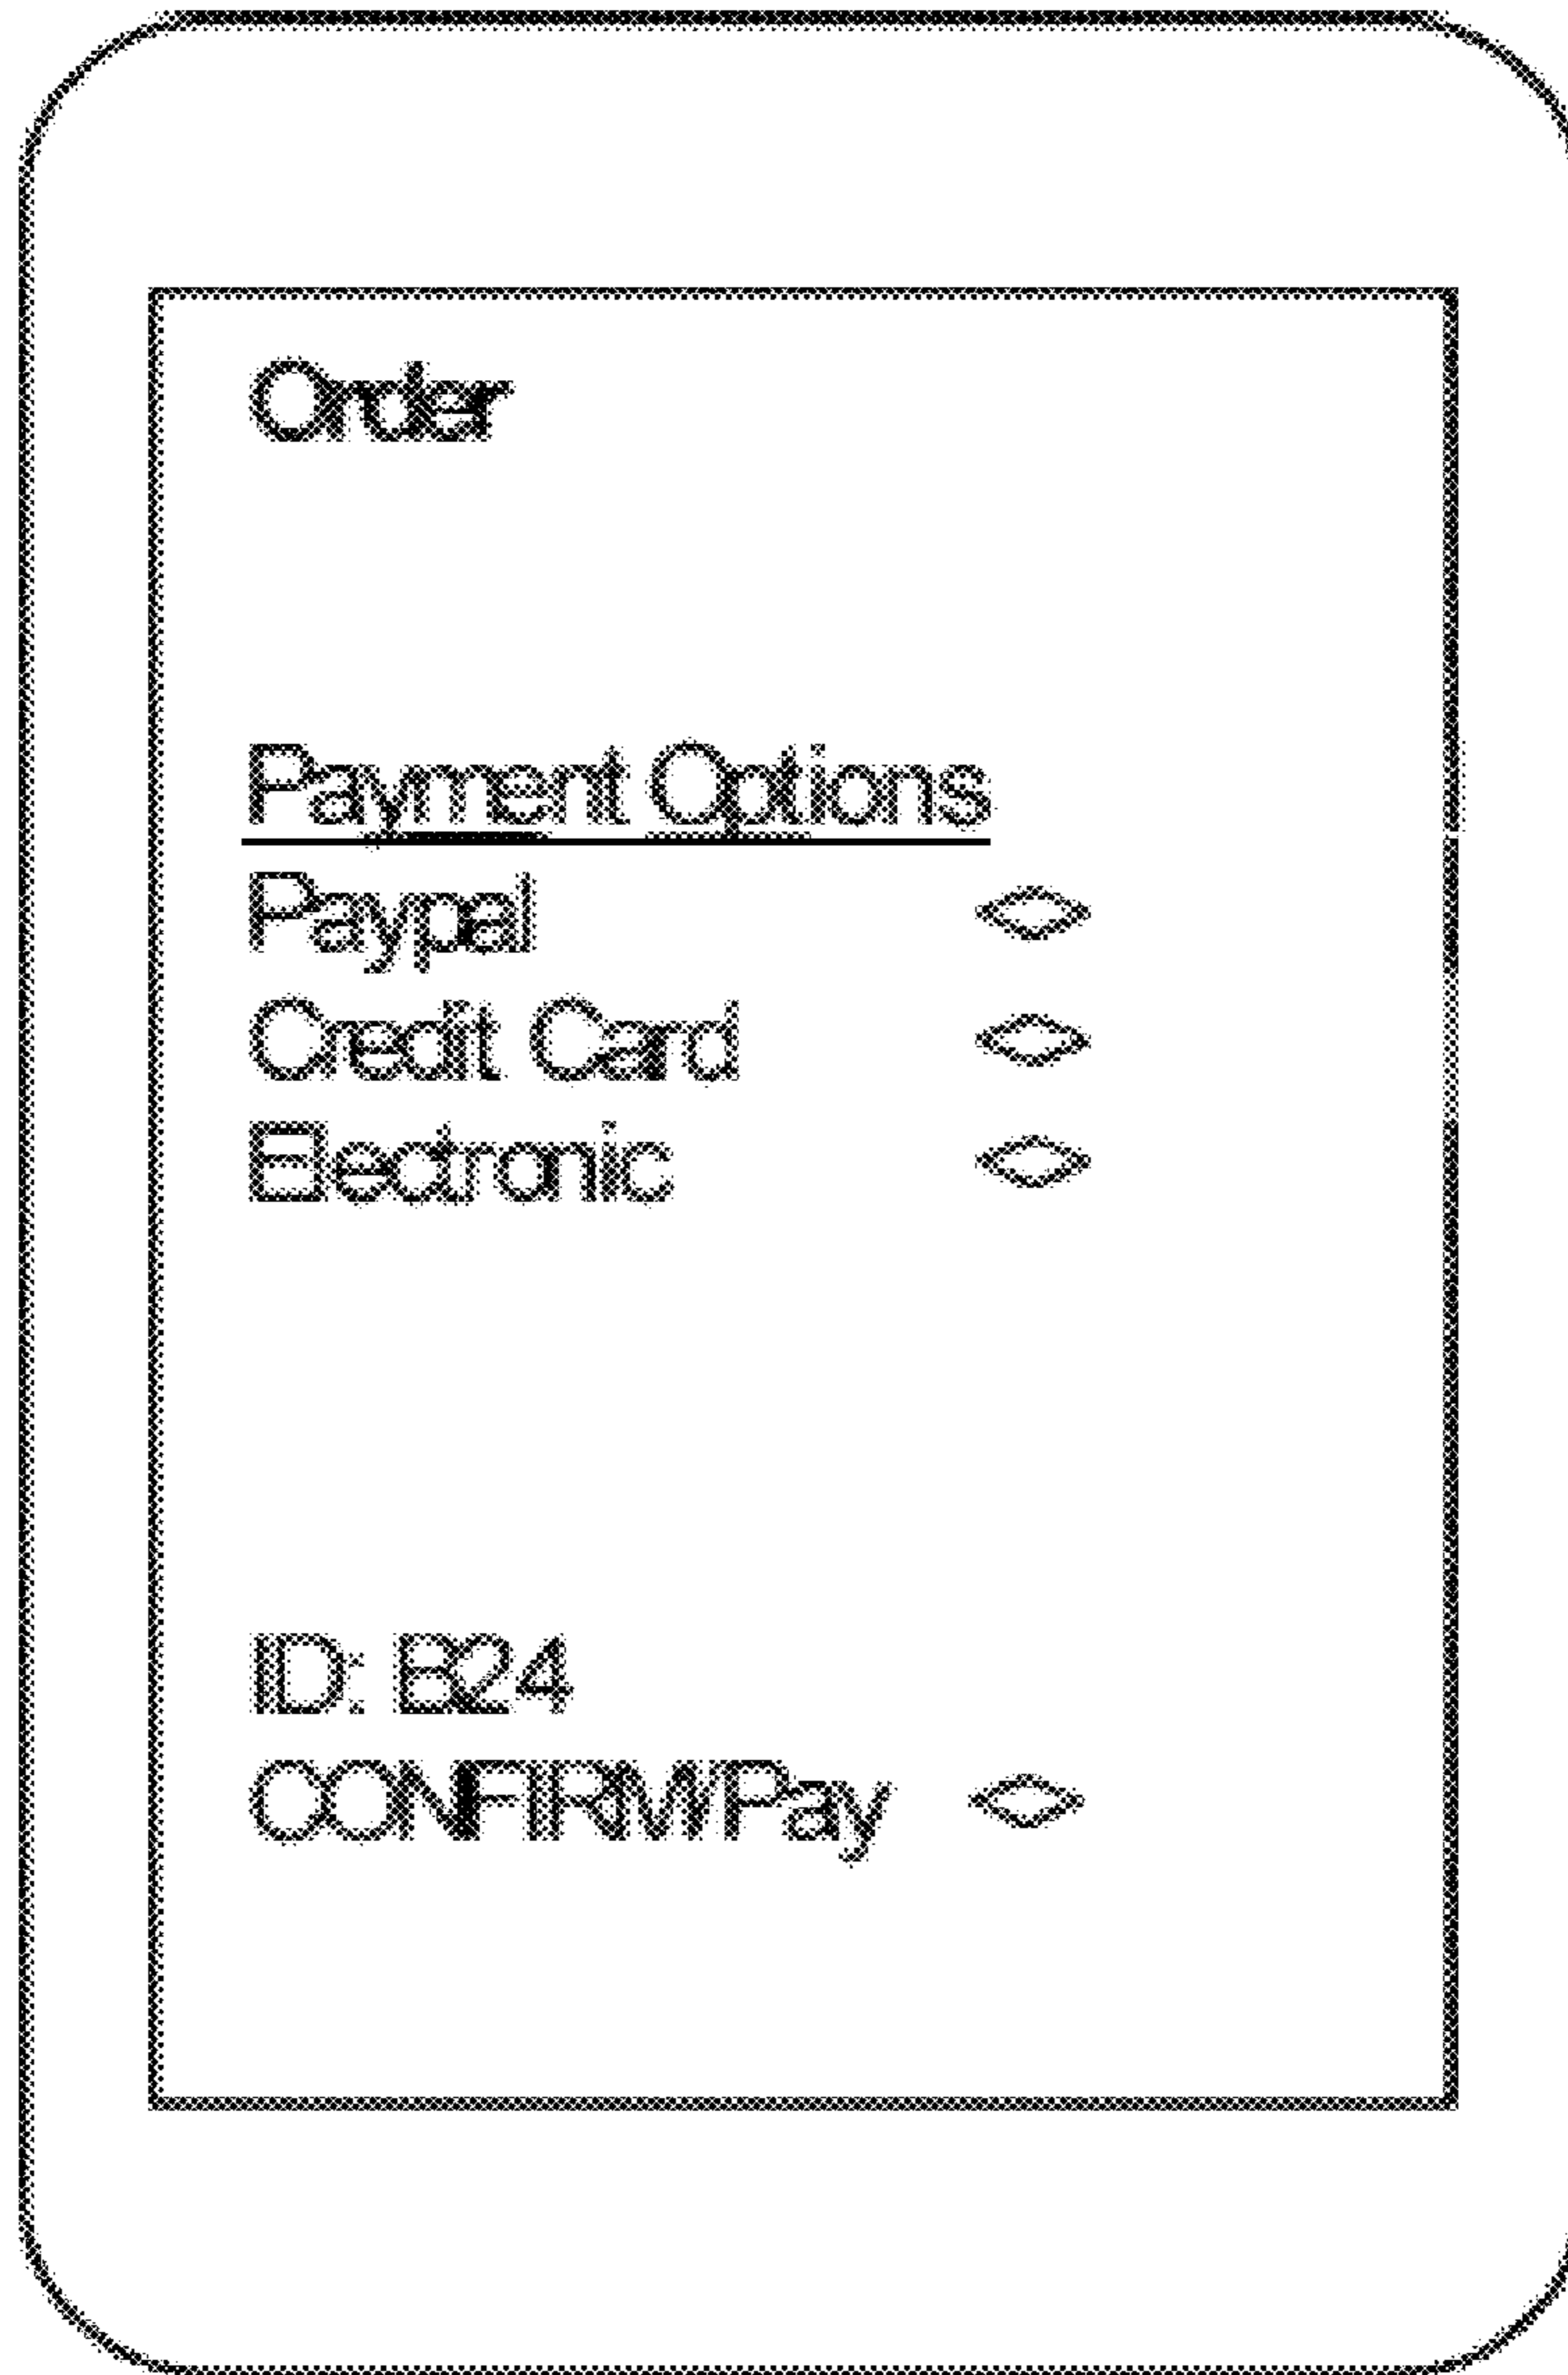 Order
Payment Options
Paypal
Credit Card
Electronic
ID: B24
CONFIRM/Pay